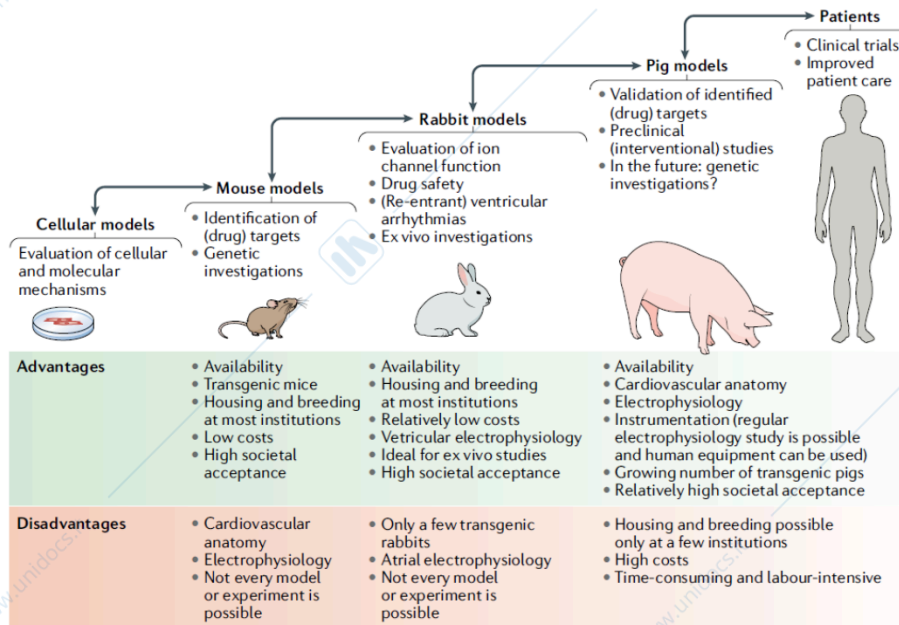 Patients
• Clinical trials
• Improved
patient care
Pig models
• Validation of identified
(drug) targets
• Preclinical
(interventional) studies
• In the future: genetic
investigations?
Rabbit models
• Evaluation of ion
channel function
• Drug safety
• (Re-entrant) ventricular
arrhythmias
• Ex vivo investigations
Mouse models
• Identification of
(drug) targets
• Genetic
investigations
Cellular models
Evaluation of cellular
and molecular
mechanisms
Advantages
• Availability
• Transgenic mice
• Housing and breeding
at most institutions
• Low costs
• High societal
acceptance
• Availability
• Housing and breeding
at most institutions
• Relatively low costs
• Vetricular electrophysiology
• Ideal for ex vivo studies
• High societal acceptance
• Availability
• Cardiovascular anatomy
• Electrophysiology
• Instrumentation (regular
electrophysiology study is possible
and human equipment can be used)
• Growing number of transgenic pigs
• Relatively high societal acceptance
Disadvantages
• Cardiovascular
anatomy
• Electrophysiology
• Not every model
or experiment is
possible
• Only a few transgenic
rabbits
• Atrial electrophysiology
• Not every model
or experiment is
possible
• Housing and breeding possible
only at a few institutions
• High costs
• Time-consuming and labour-intensive